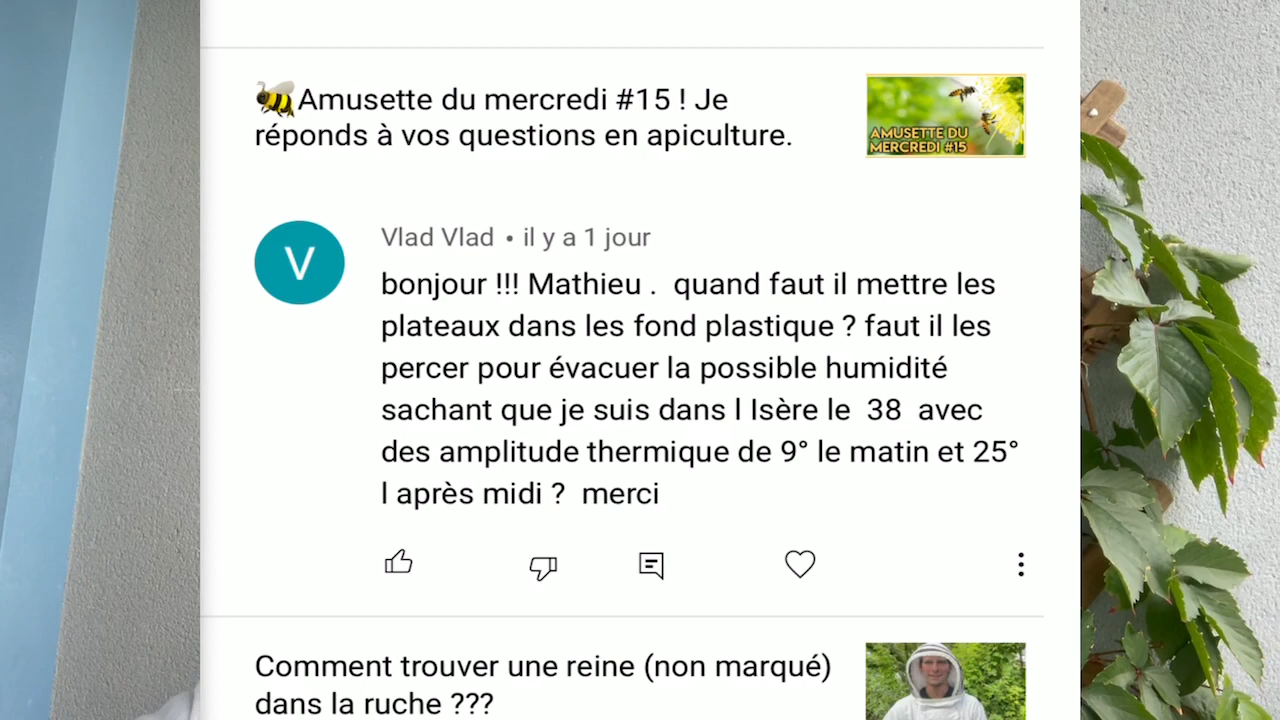 Amusette du mercredi #15 ! Je
réponds à vos questions en apiculture.
AMUSETTE DU
MERCREDI #15
V
Vlad Vlad • il y a 1 jour
bonjour !!! Mathieu .  quand faut il mettre les
plateaux dans les fond plastique ? faut il les
percer pour évacuer la possible humidité
sachant que je suis dans l Isère le  38  avec
des amplitude thermique de 9° le matin et 25°
l après midi ?  merci
Comment trouver une reine (non marqué)
dans la ruche ???